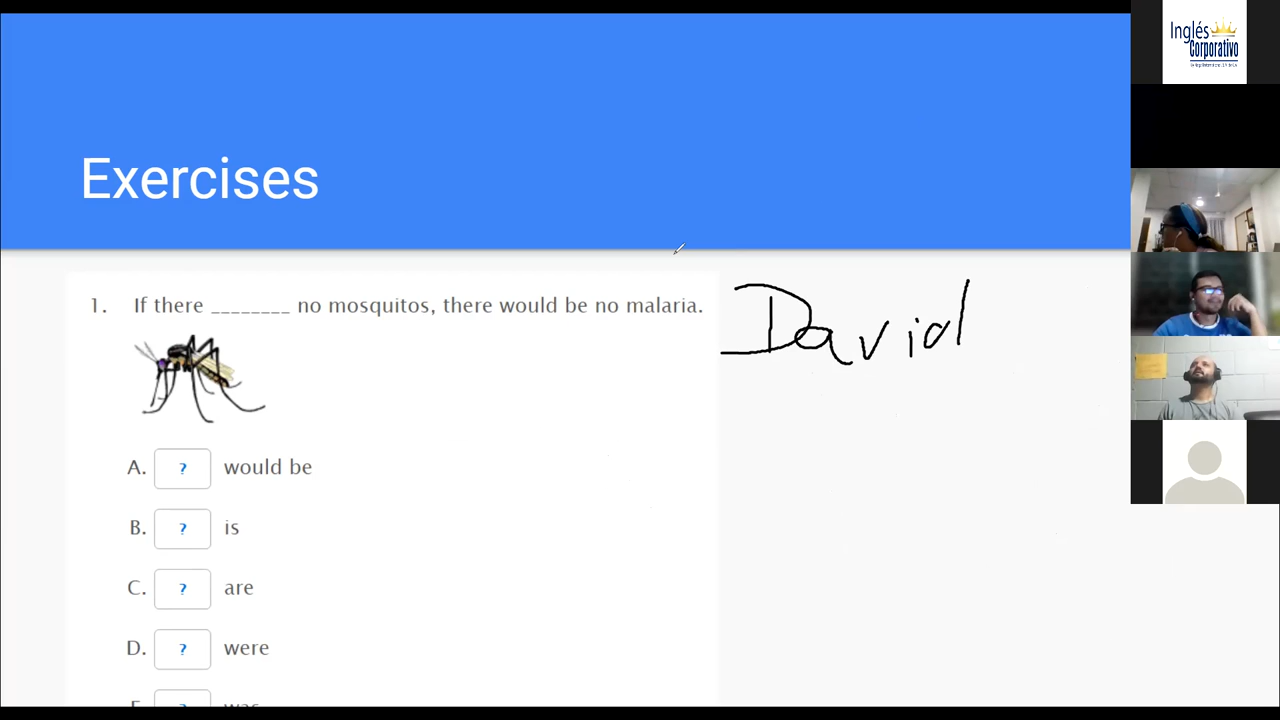 Inglés
Corporativo
Exercises
1. If there ________ no mosquitos, there would be no malaria.
David
A. ? would be
B. ? is
C. ? are
D. ? were